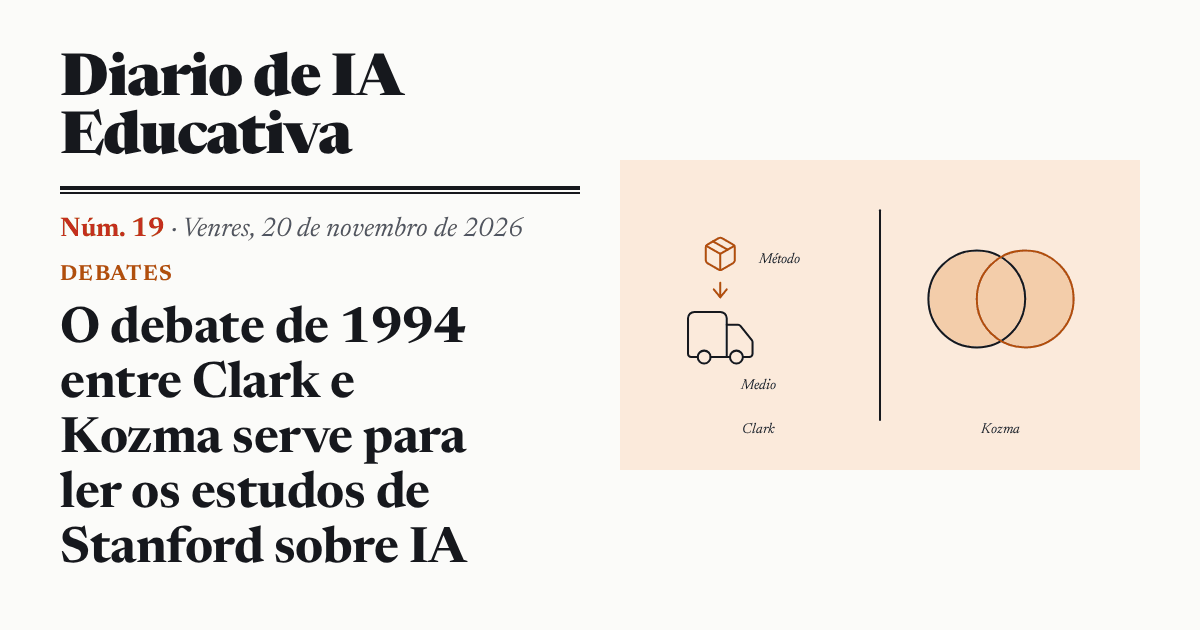 Diario de IA
Educativa
Núm. 19 · Venres, 20 de novembro de 2026
DEBATES
O debate de 1994
entre Clark e
Kozma serve para
ler os estudos de
Stanford sobre IA
Método
Medio
Clark
Kozma